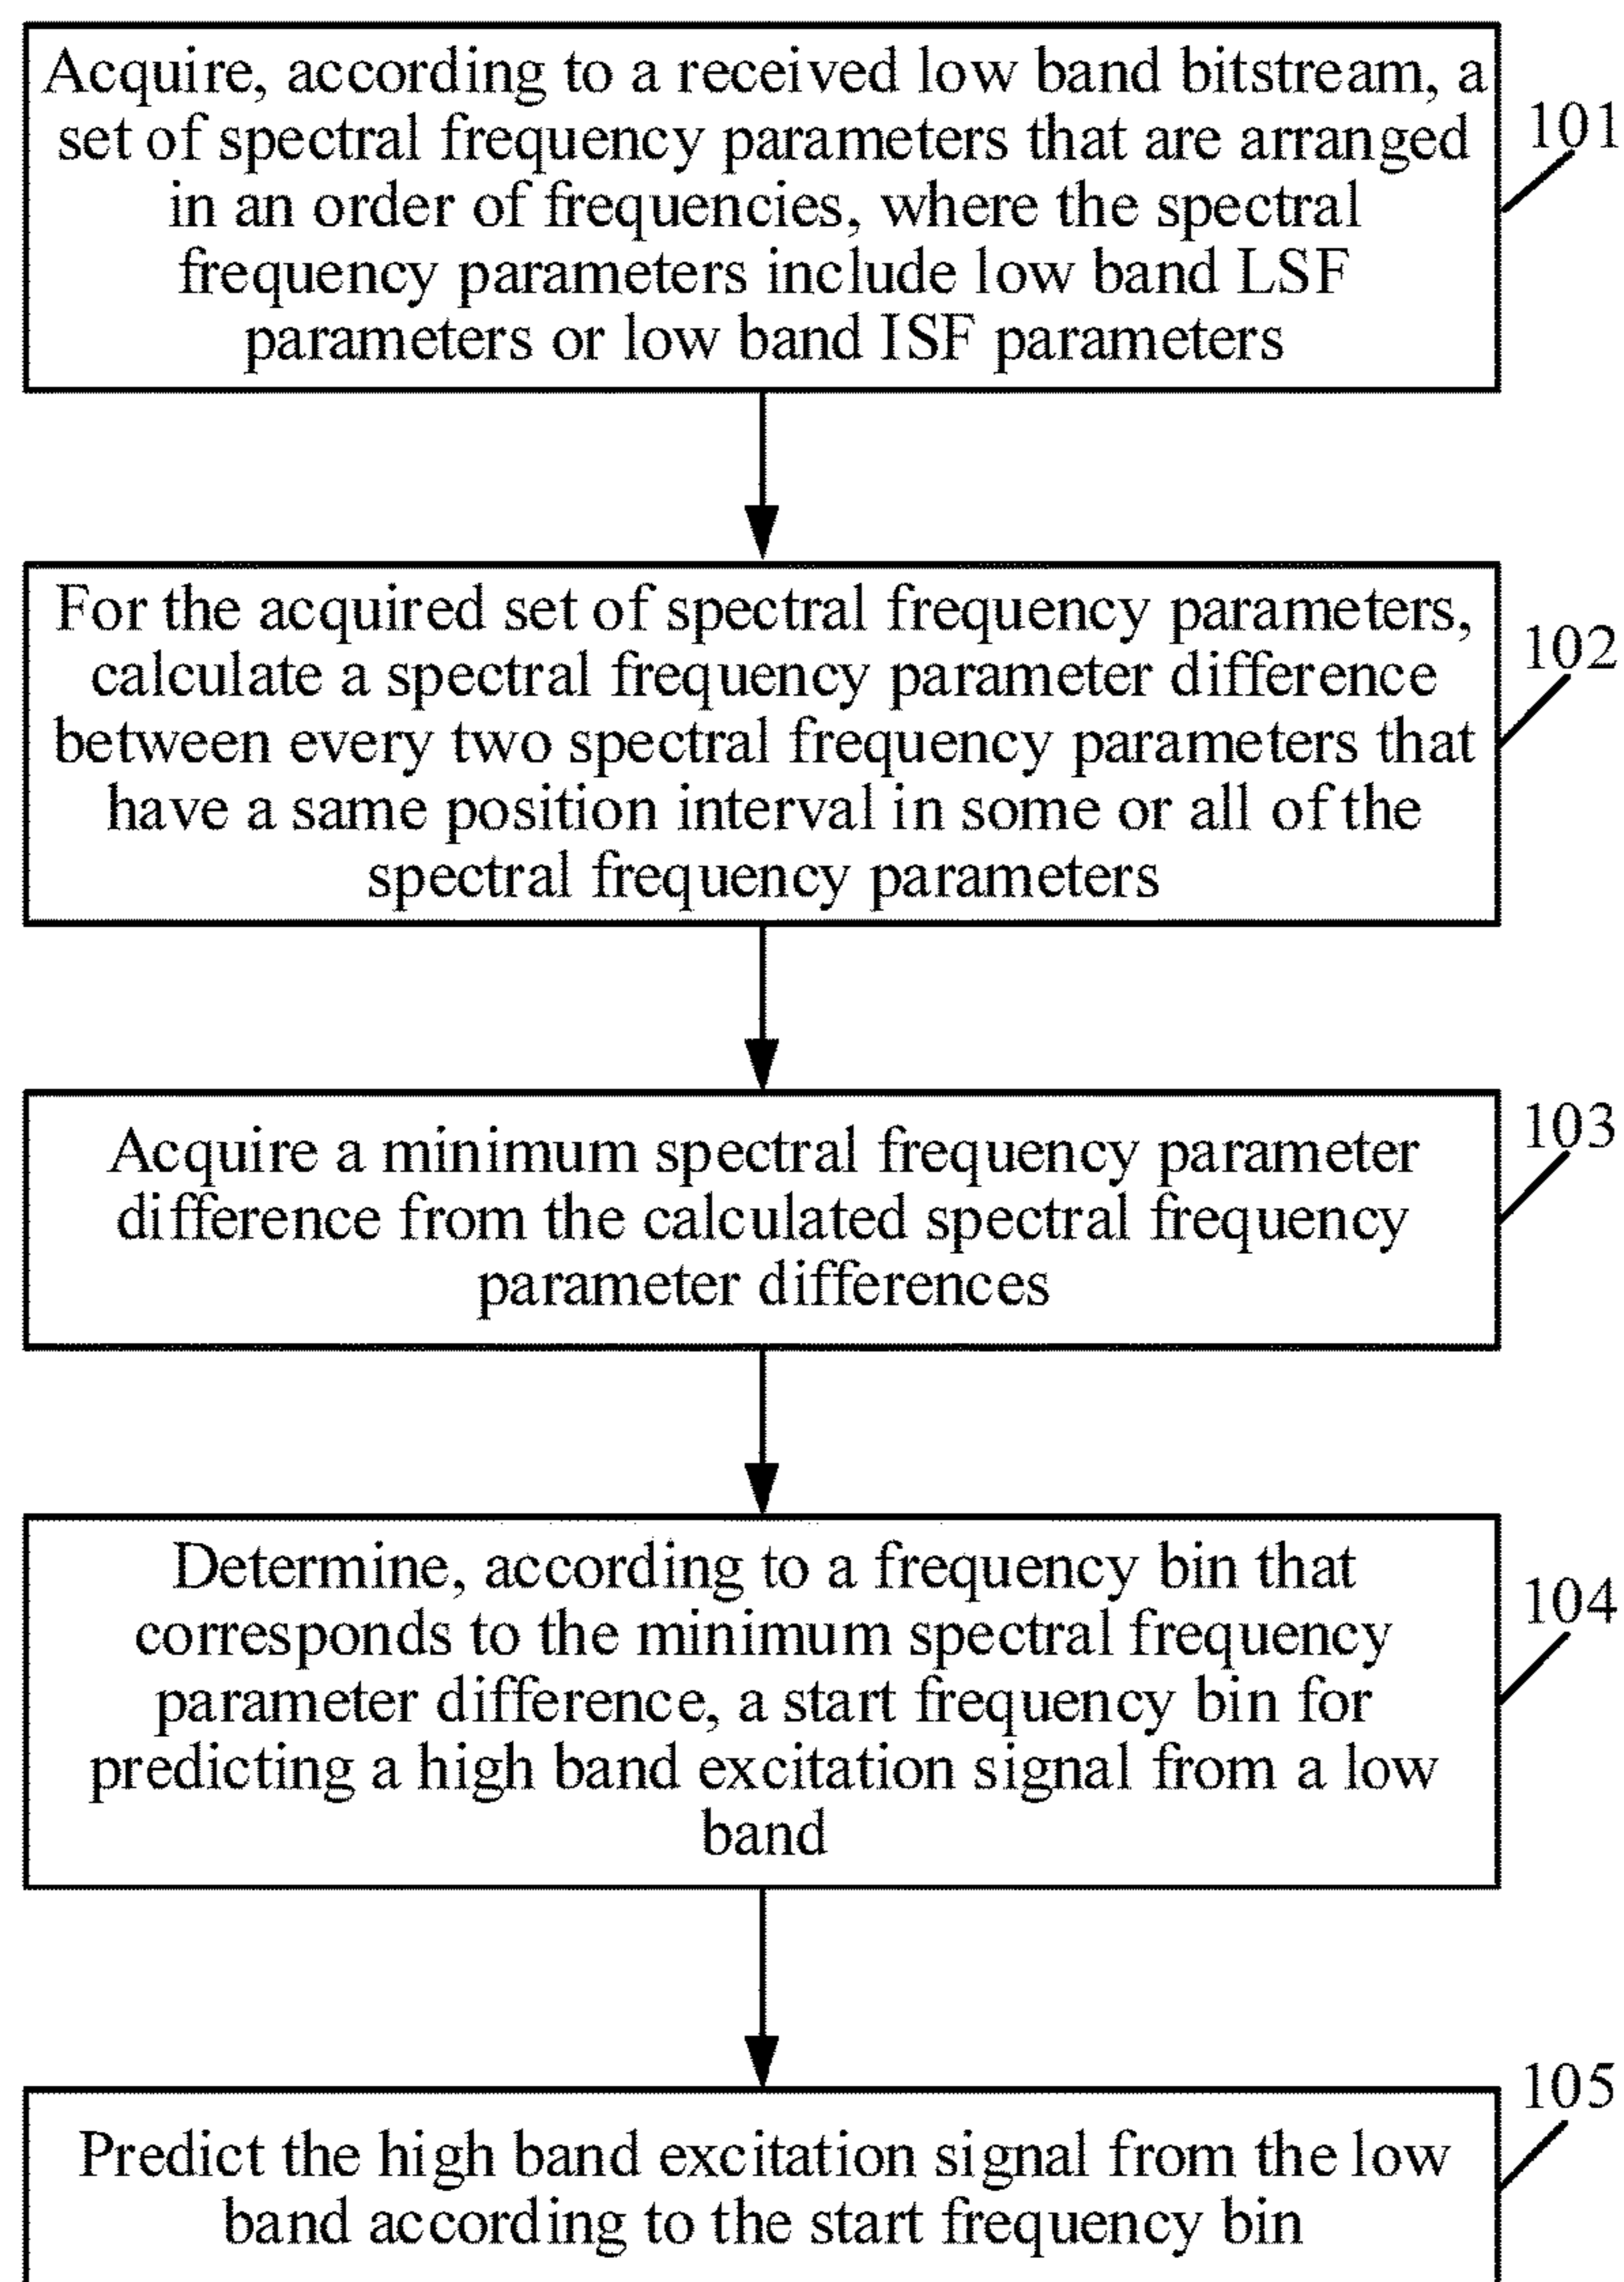 Acquire, according to a received low band bitstream, a
set of spectral frequency parameters that are arranged
in an order of frequencies, where the spectral
frequency parameters include low band LSF
parameters or low band ISF parameters
101
For the acquired set of spectral frequency parameters,
calculate a spectral frequency parameter difference
between every two spectral frequency parameters that
have a same position interval in some or all of the
spectral frequency parameters
102
Acquire a minimum spectral frequency parameter
difference from the calculated spectral frequency
parameter differences
103
Determine, according to a frequency bin that
corresponds to the minimum spectral frequency
parameter difference, a start frequency bin for
predicting a high band excitation signal from a low
band
104
Predict the high band excitation signal from the low
band according to the start frequency bin
105